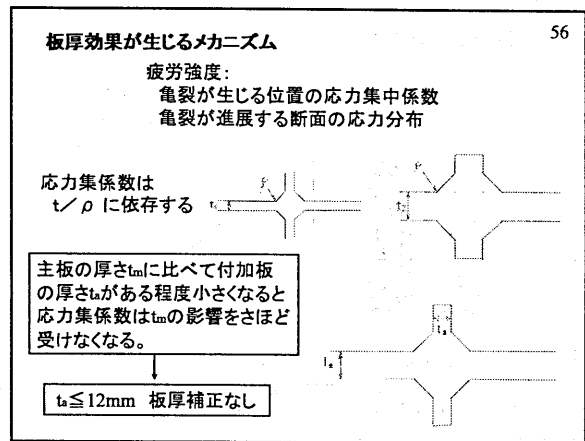 56
板厚効果が生じるメカニズム
疲労強度:
亀裂が生じる位置の応力集中係数
亀裂が進展する断面の応力分布
応力集係数は
t/ρ に依存する
主板の厚さtmに比べて付加板
の厚さtaがある程度小さくなると
応力集係数はtmの影響をさほど
受けなくなる。
ta≦12mm 板厚補正なし